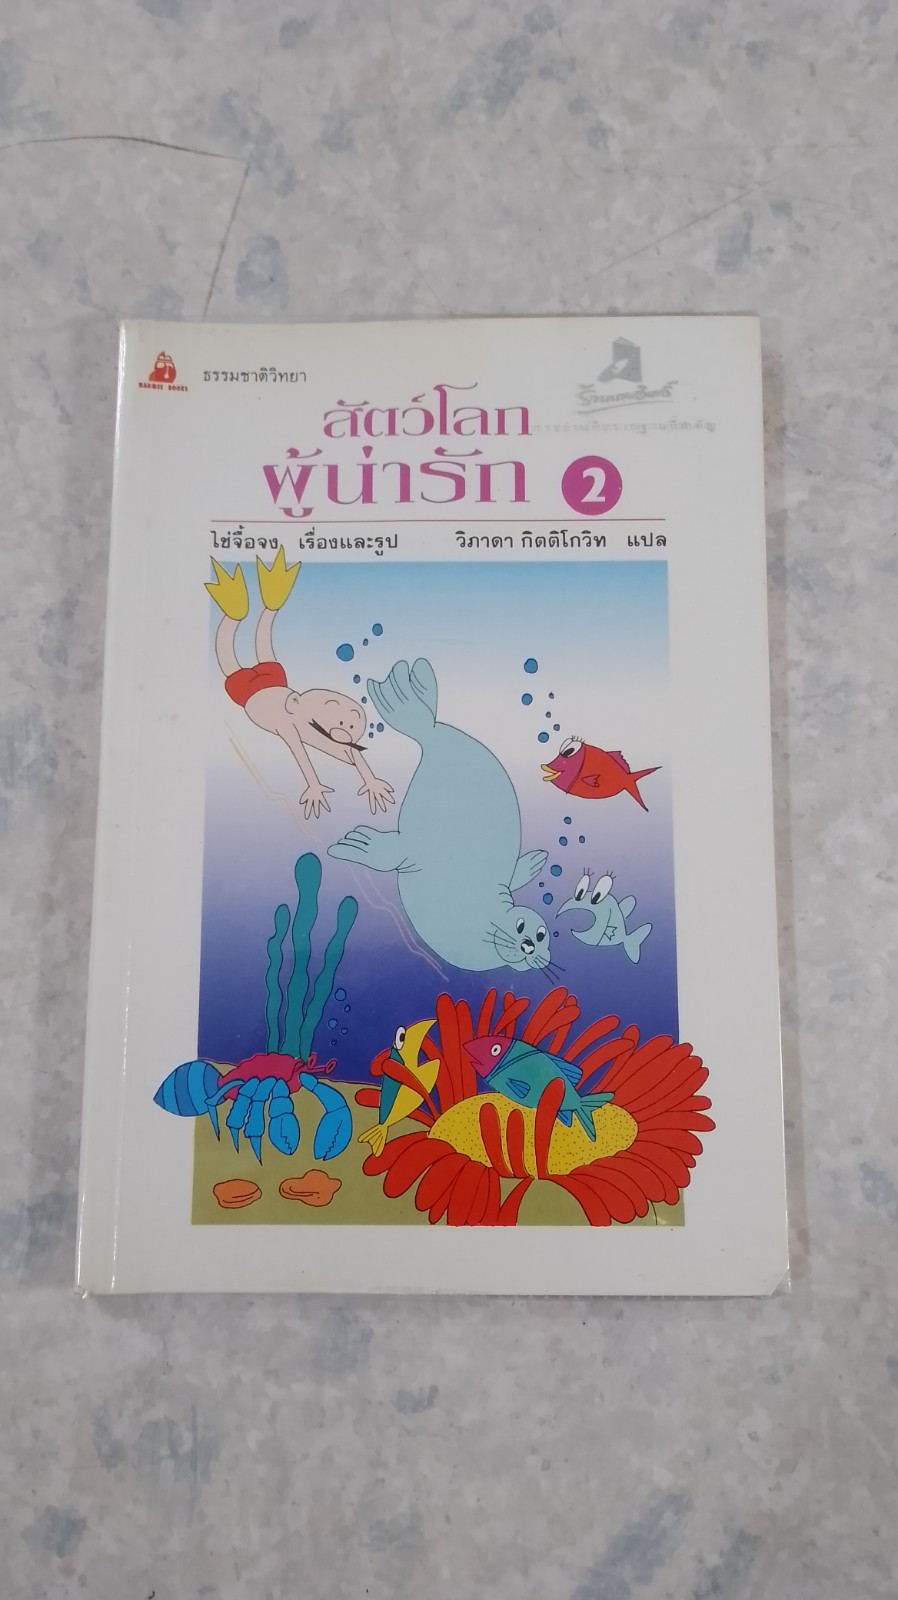 NANMEE BOOKS
ธรรมชาติวิทยา
สัตว์โลก
ผู้น่ารัก 2
ไช่จื้อจง เรื่องและรูป วิภาดา กิตติโกวิท แปล